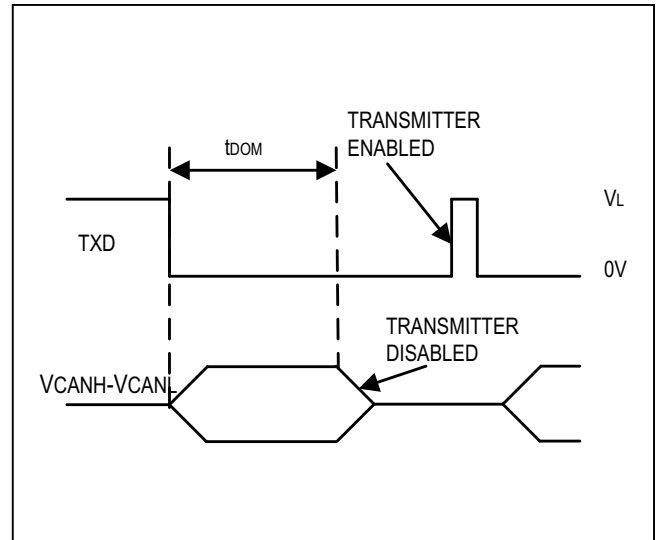 TRANSMITTER
ENABLED
tDOM
VL
TXD
0V
TRANSMITTER
DISABLED
VCANH-VCANL